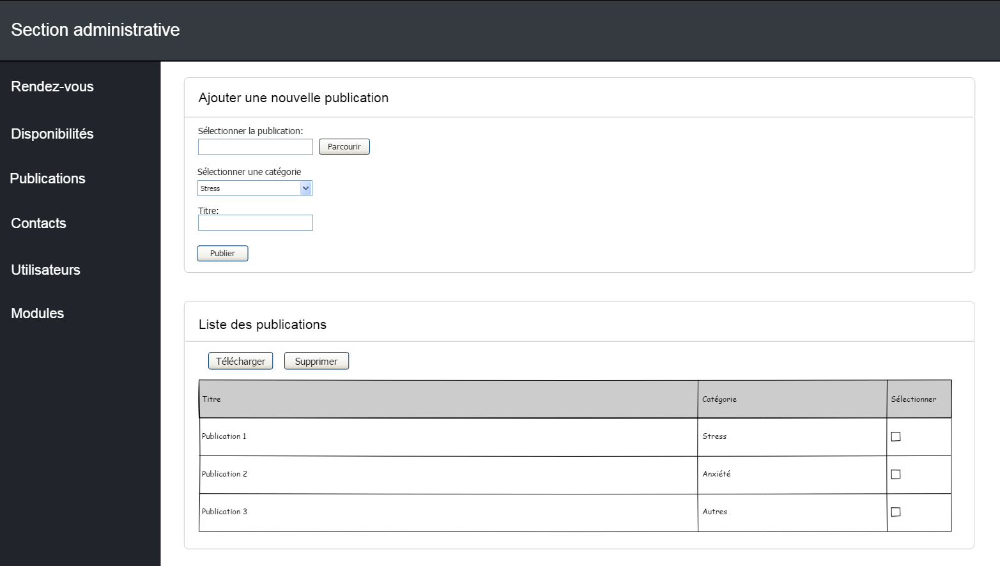 Section administrative
Rendez-vous
Disponibilités
Publications
Contacts
Utilisateurs
Modules
Ajouter une nouvelle publication
Sélectionner la publication:
Parcourir
Sélectionner une catégorie
Stress
Titre:
Publier
Liste des publications
Télécharger Supprimer
Titre Catégorie Sélectionner
Publication 1 Stress
Publication 2 Anxiété
Publication 3 Autres